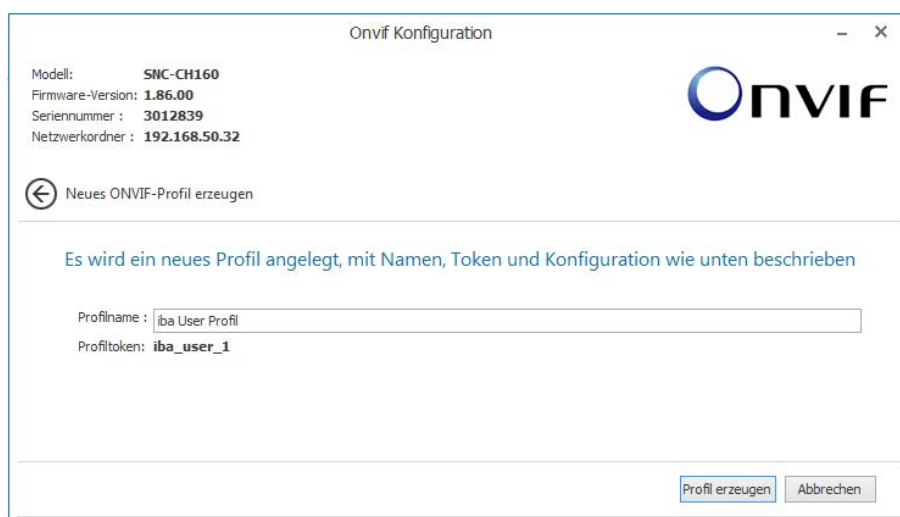 Onvif Konfiguration
Modell: SNC-CH160
Firmware-Version: 1.86.00
Seriennummer : 3012839
Netzwerkordner : 192.168.50.32
ONVIF
Neues ONVIF-Profil erzeugen
Es wird ein neues Profil angelegt, mit Namen, Token und Konfiguration wie unten beschrieben
Profilname : iba User Profil
Profiltoken: iba_user_1
Profil erzeugen Abbrechen